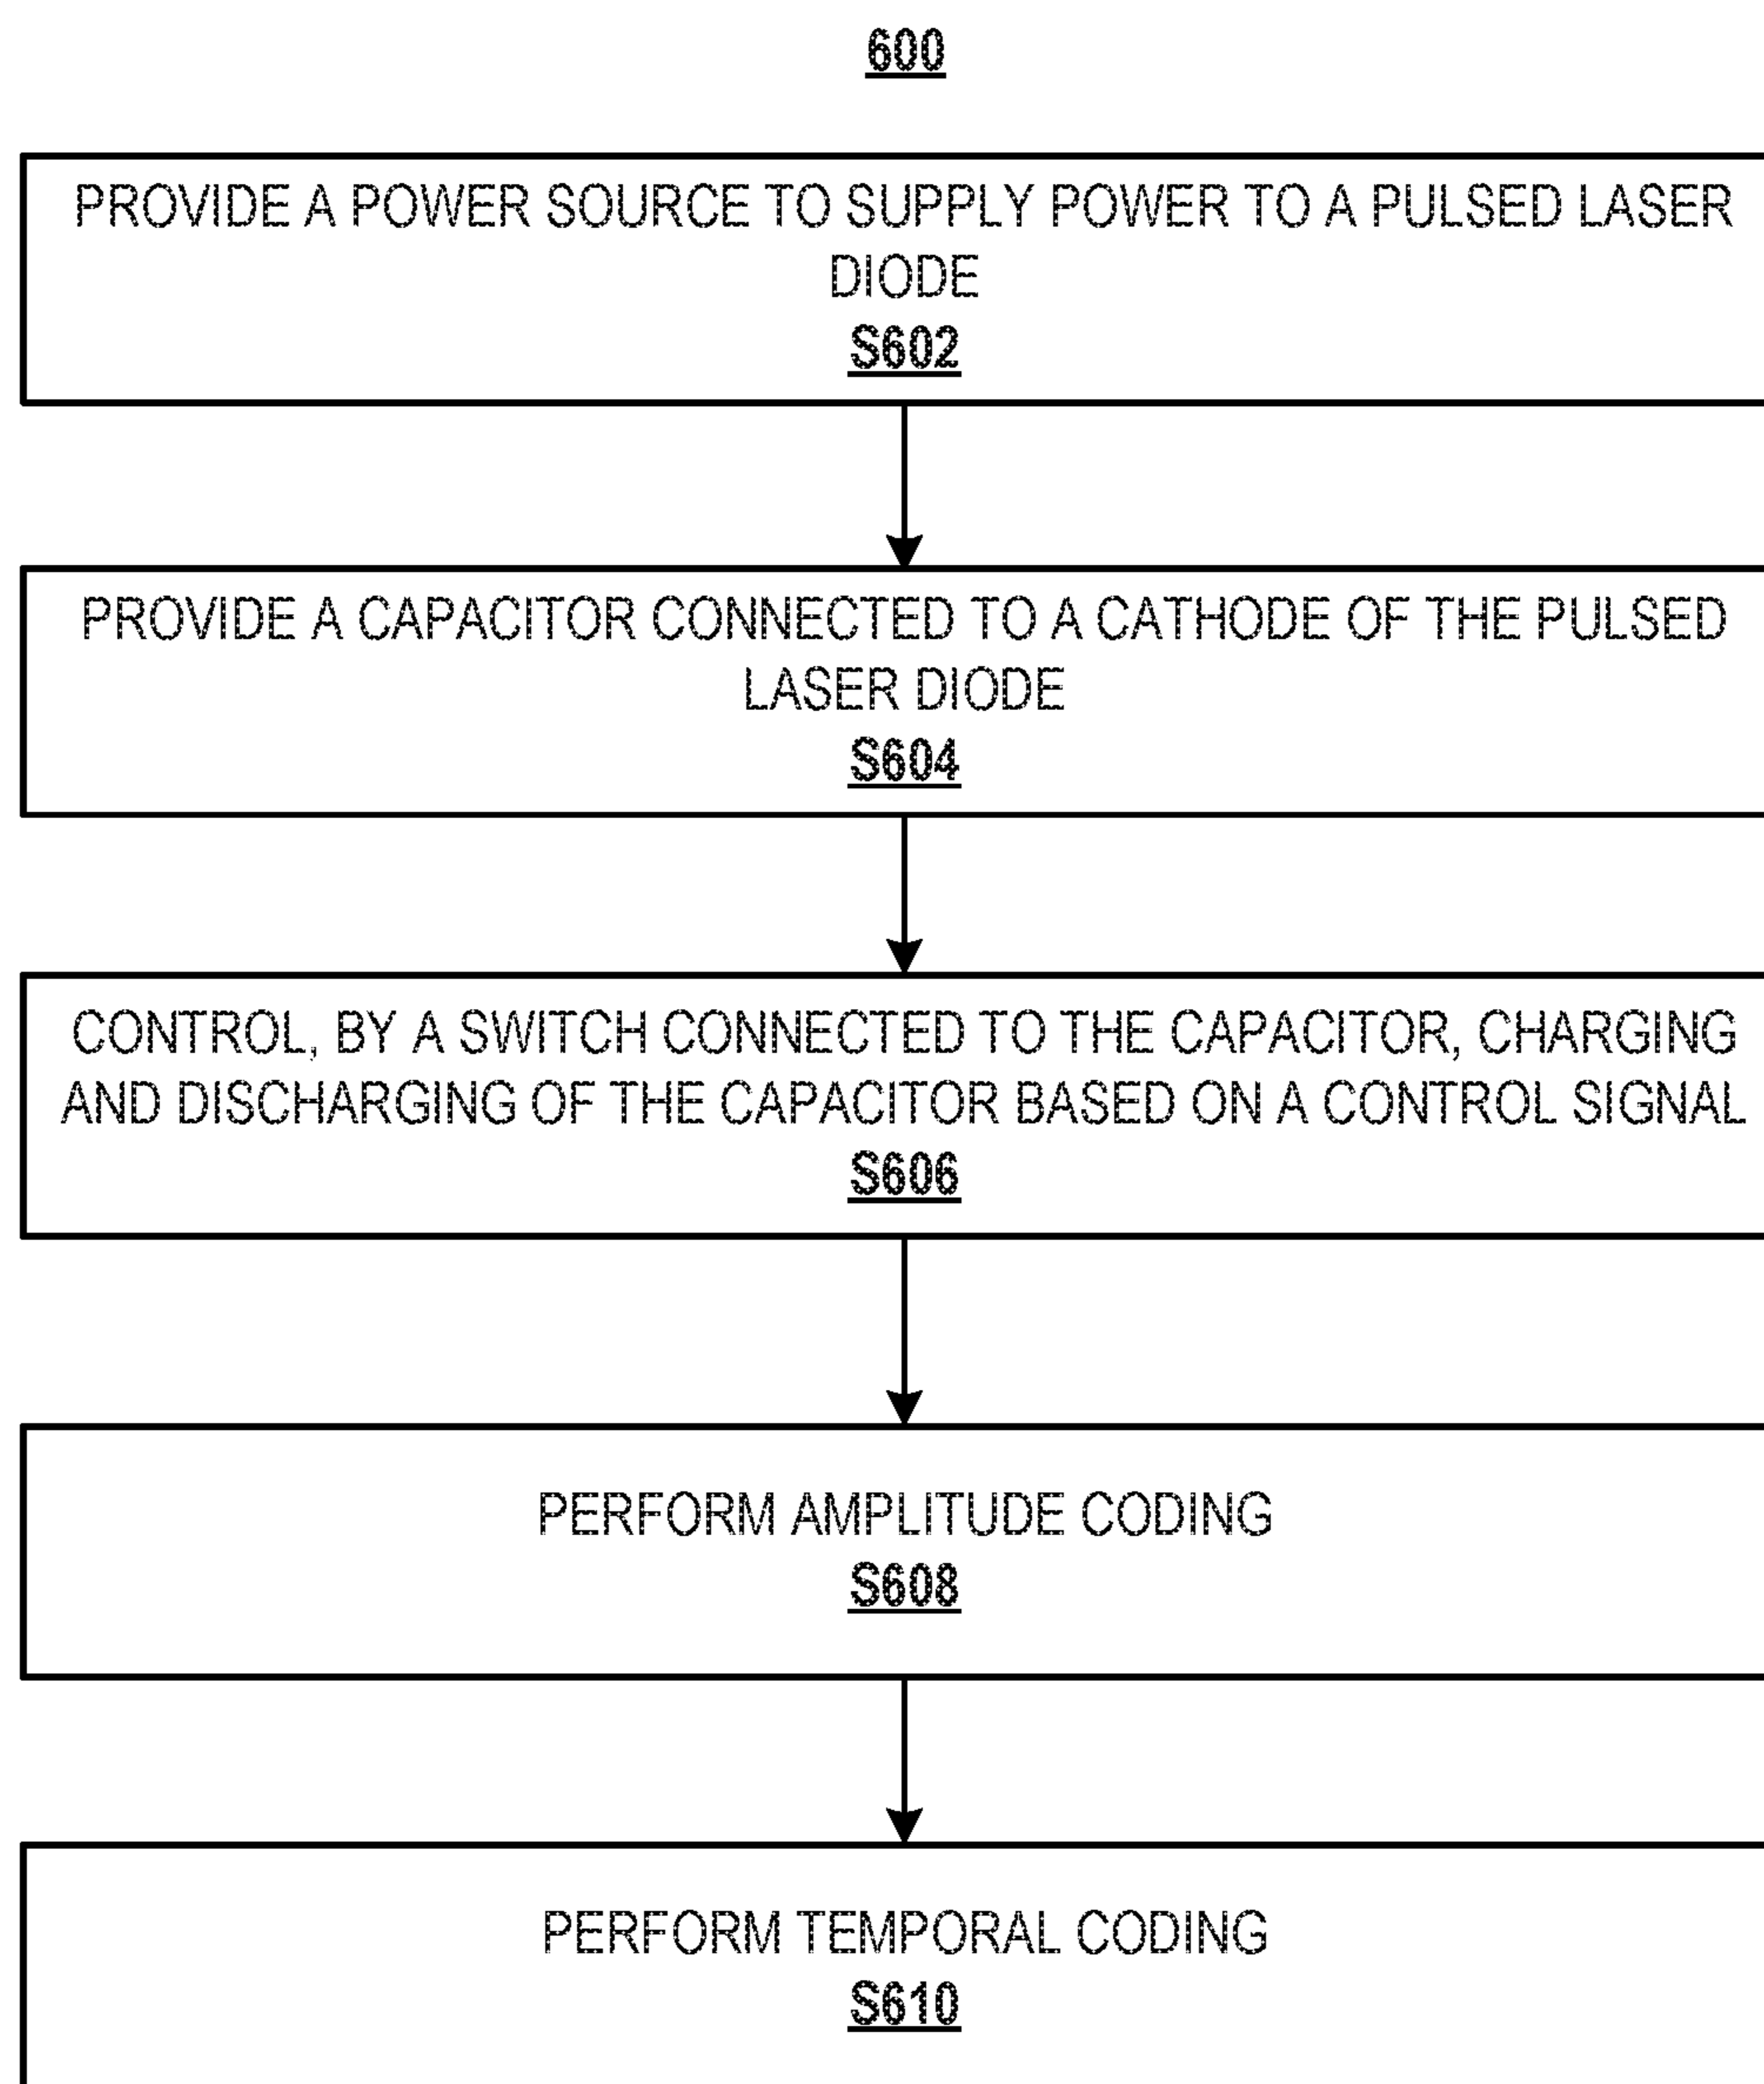 600
PROVIDE A POWER SOURCE TO SUPPLY POWER TO A PULSED LASER
DIODE
S602
PROVIDE A CAPACITOR CONNECTED TO A CATHODE OF THE PULSED
LASER DIODE
S604
CONTROL, BY A SWITCH CONNECTED TO THE CAPACITOR, CHARGING
AND DISCHARGING OF THE CAPACITOR BASED ON A CONTROL SIGNAL
S606
PERFORM AMPLITUDE CODING
S608
PERFORM TEMPORAL CODING
S610